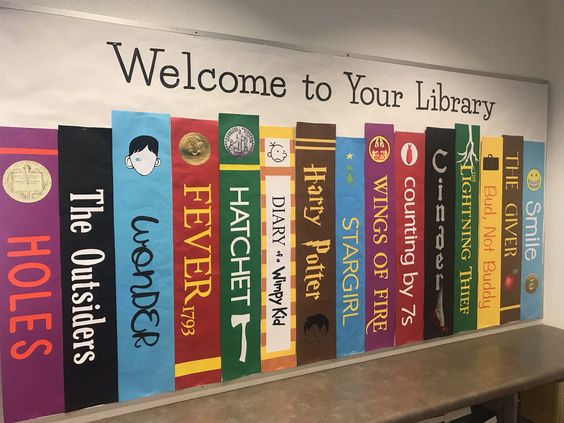 Welcome to Your Library
HOLES
The Outsiders
wonder
FEVER 1793
HATCHET
DIARY of a Wimpy Kid
Harry Potter
STARGIRL
WINGS OF FIRE
counting by 7s
Cinder
LIGHTNING THIEF
Bud, Not Buddy
THE GIVER
Smile